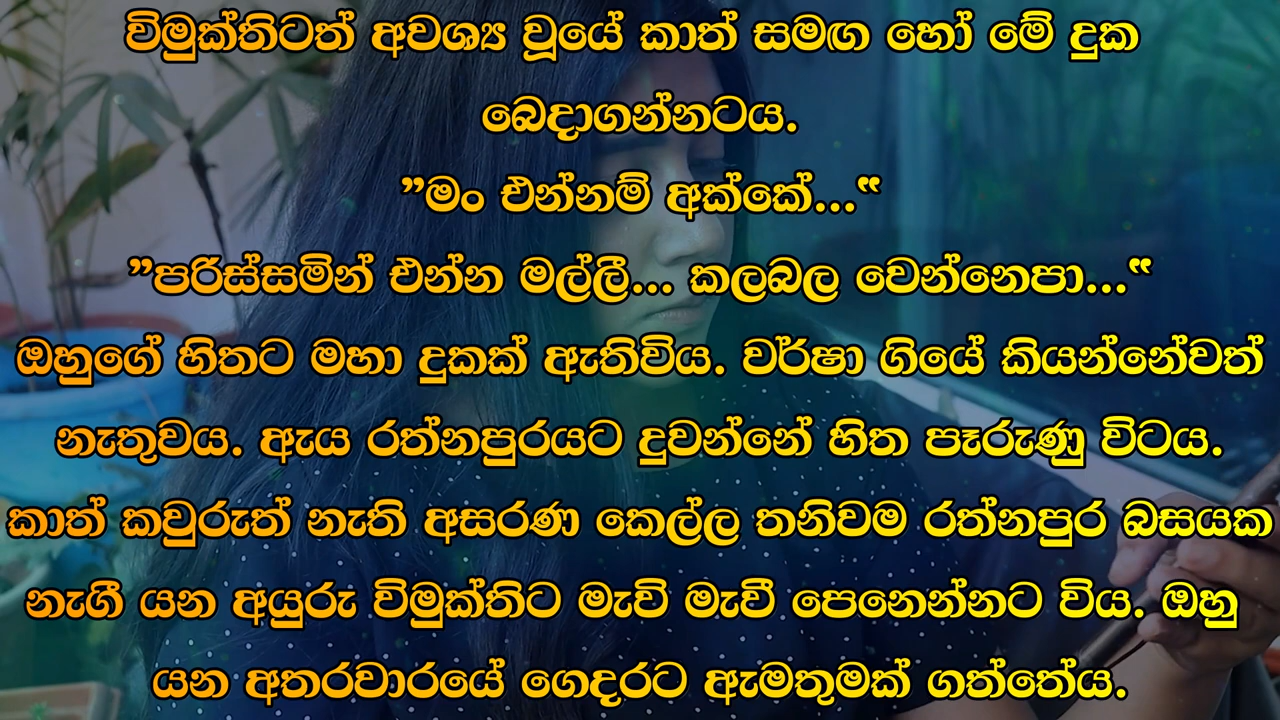 විමුක්තිටත් අවශ්‍ය වූයේ කාත් සමඟ හෝ මේ දුක
බෙදාගන්නටය.
”මං එන්නම් අක්කේ...“
”පරිස්සමින් එන්න මල්ලී... කලබල වෙන්නෙපා...“
ඔහුගේ හිතට මහා දුකක් ඇතිවිය. වර්ෂා ගියේ කියන්නේවත්
නැතුවය. ඇය රත්නපුරයට දුවන්නේ හිත පෑරුණු විටය.
කාත් කවුරුත් නැති අසරණ කෙල්ල තනිවම රත්නපුර බසයක
නැගී යන අයුරු විමුක්තිට මැවි මැවී පෙනෙන්නට විය. ඔහු
යන අතරවාරයේ ගෙදරට ඇමතුමක් ගත්තේය.